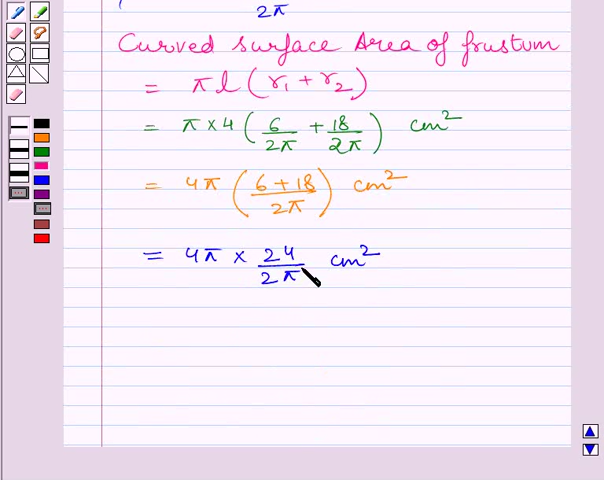 2π
Curved surface Area of frustum
= πl(r₁+r₂)
= π×4(6/2π + 18/2π) cm²
= 4π(6+18/2π) cm²
= 4π × 24/2π cm²